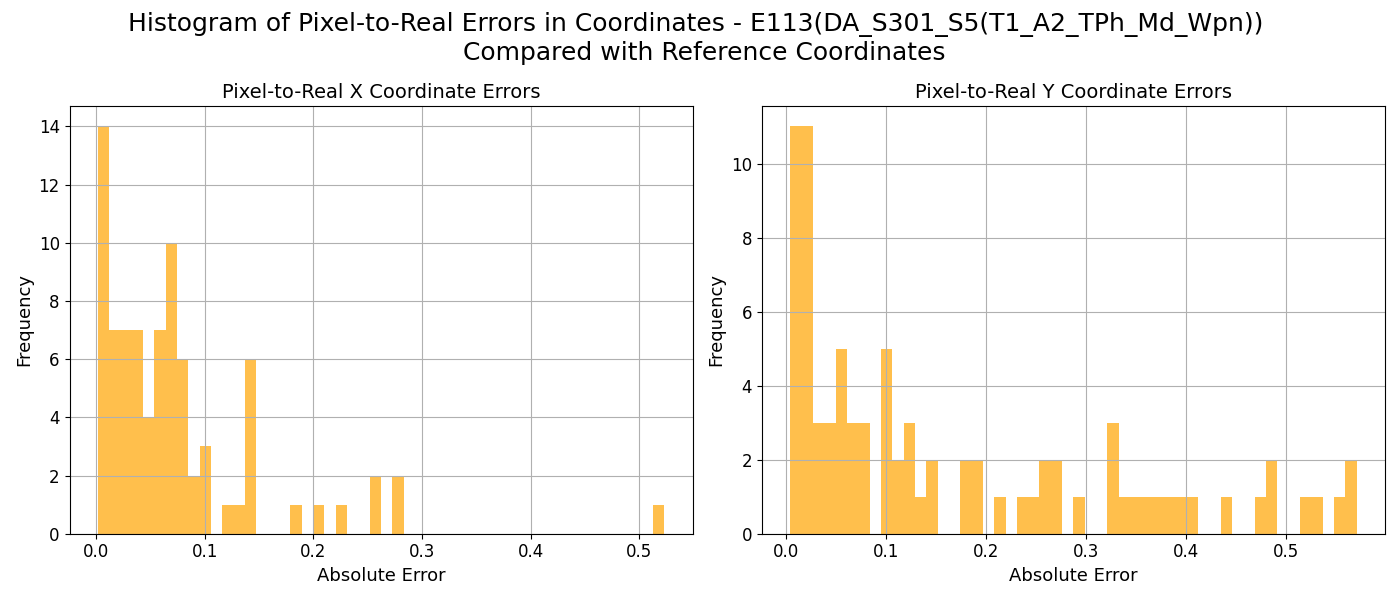 Histogram of Pixel-to-Real Errors in Coordinates - E113(DA_S301_S5(T1_A2_TPh_Md_Wpn))
Compared with Reference Coordinates
Pixel-to-Real X Coordinate Errors
Frequency
14
12
10
8
6
4
2
0
0.0 0.1 0.2 0.3 0.4 0.5
Absolute Error
Pixel-to-Real Y Coordinate Errors
Frequency
10
8
6
4
2
0
0.0 0.1 0.2 0.3 0.4 0.5
Absolute Error